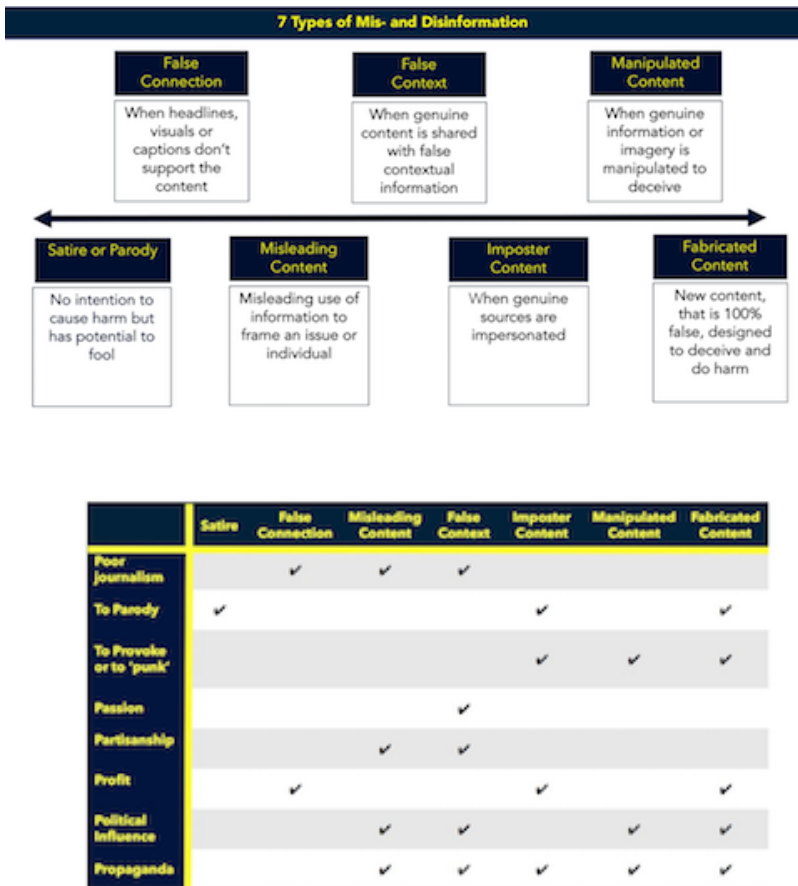 7 Types of Mis- and Disinformation
False
Connection
When headlines,
visuals or
captions don't
support the
content
False
Context
When genuine
content is shared
with false
contextual
information
Manipulated
Content
When genuine
information or
imagery is
manipulated to
deceive
Satire or Parody
No intention to
cause harm but
has potential to
fool
Misleading
Content
Misleading use of
information to
frame an issue or
individual
Imposter
Content
When genuine
sources are
impersonated
Fabricated
Content
New content,
that is 100%
false, designed
to deceive and
do harm
Satire
False
Connection
Misleading
Content
False
Context
Imposter
Content
Manipulated
Content
Fabricated
Content
Poor
Journalism
✔ ✔ ✔
To Parody
✔ ✔ ✔
To Provoke
or to 'punk'
✔ ✔ ✔
Passion
✔
Partisanship
✔ ✔
Profit
✔ ✔ ✔
Political
Influence
✔ ✔ ✔ ✔
Propaganda
✔ ✔ ✔ ✔ ✔